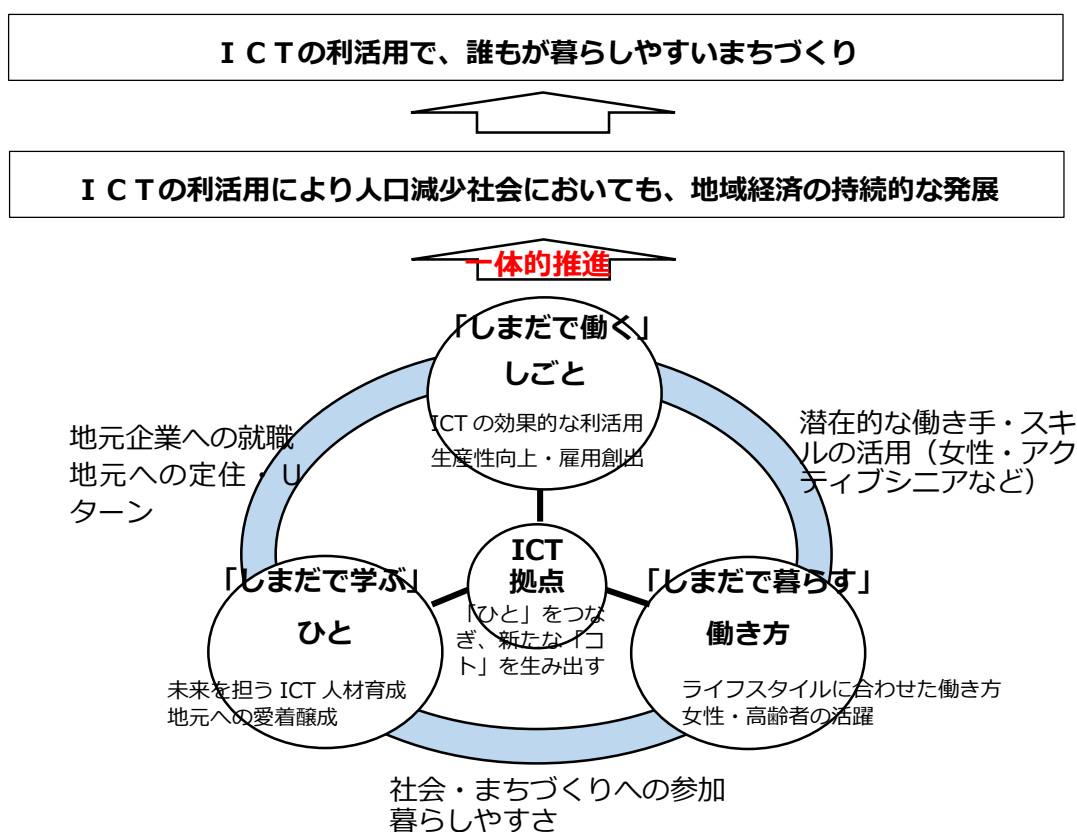 ＩＣＴの利活用で、誰もが暮らしやすいまちづくり
ＩＣＴの利活用により人口減少社会においても、地域経済の持続的な発展
一体的推進
「しまだで働く」
しごと
ICT の効果的な利活用
生産性向上・雇用創出
地元企業への就職
地元への定住・Ｕ
ターン
潜在的な働き手・スキ
ルの活用（女性・アク
ティブシニアなど）
ICT
拠点
「ひと」をつな
ぎ、新たな「コ
ト」を生み出す
「しまだで学ぶ」
ひと
未来を担う ICT 人材育成
地元への愛着醸成
「しまだで暮らす」
働き方
ライフスタイルに合わせた働き方
女性・高齢者の活躍
社会・まちづくりへの参加
暮らしやすさ